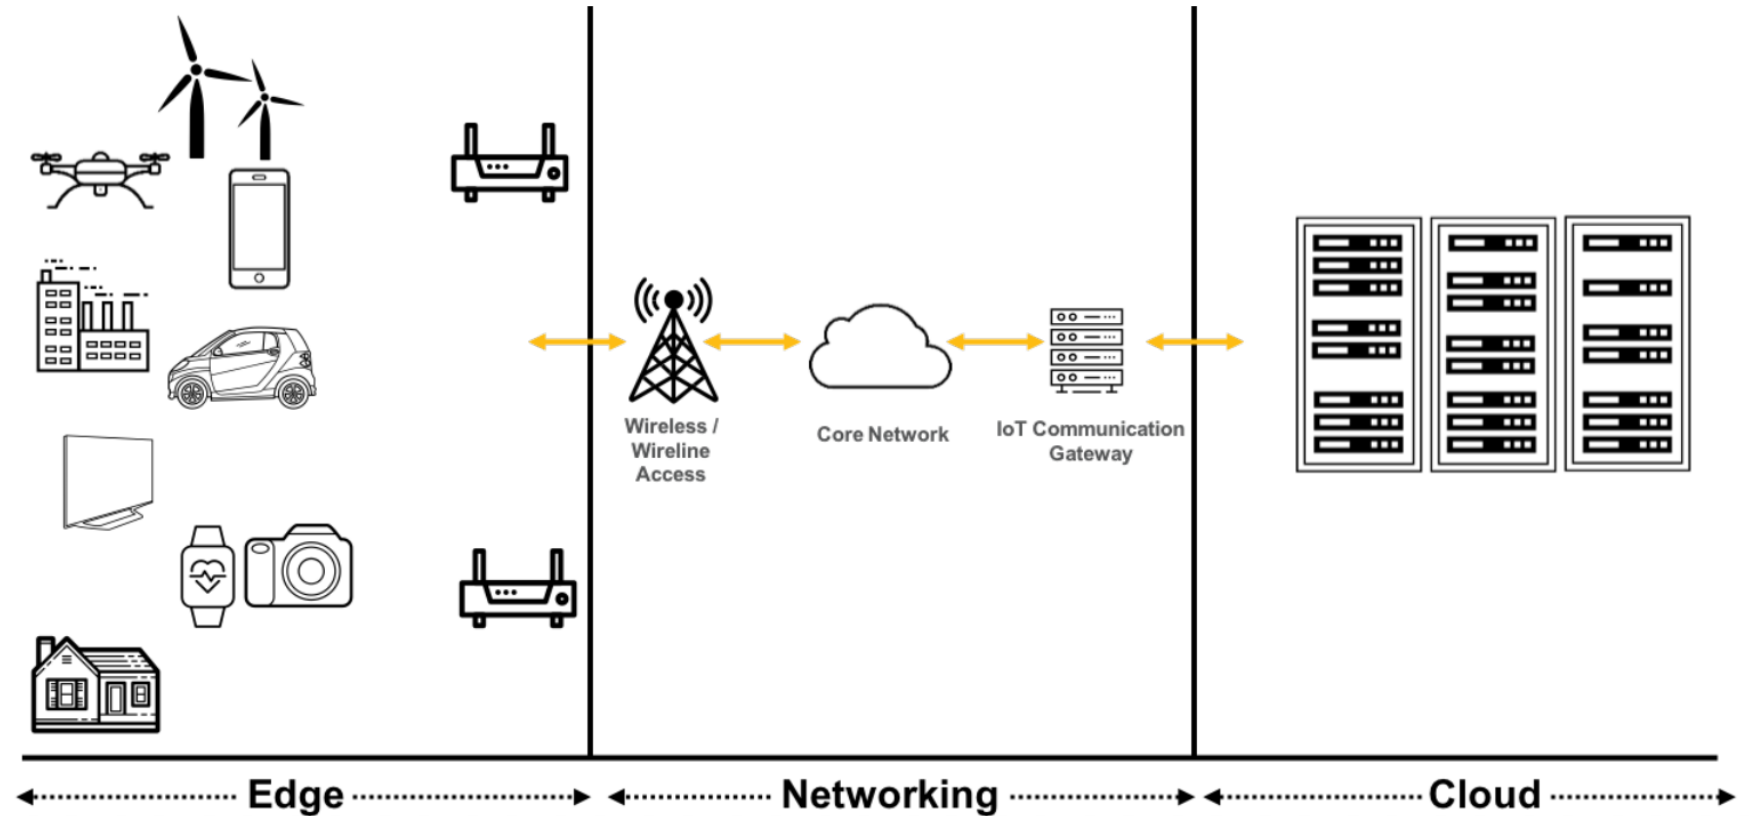 Wireless /
Wireline
Access
Core Network
IoT Communication
Gateway
Edge
Networking
Cloud